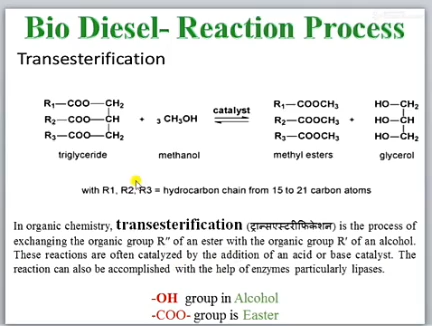 Bio Diesel- Reaction Process
Transesterification
R₁—COO—CH₂
R₂—COO—CH
R₃—COO—CH₂
+
3 CH₃OH
catalyst
R₁—COOCH₃
R₂—COOCH₃
R₃—COOCH₃
+
HO—CH₂
HO—CH
HO—CH₂
triglyceride methanol methyl esters glycerol
with R1, R2, R3 = hydrocarbon chain from 15 to 21 carbon atoms
In organic chemistry, transesterification (ट्रान्सएस्टरीफिकेशन) is the process of
exchanging the organic group R″ of an ester with the organic group R′ of an alcohol.
These reactions are often catalyzed by the addition of an acid or base catalyst. The
reaction can also be accomplished with the help of enzymes particularly lipases.
-OH group in Alcohol
-COO- group is Easter